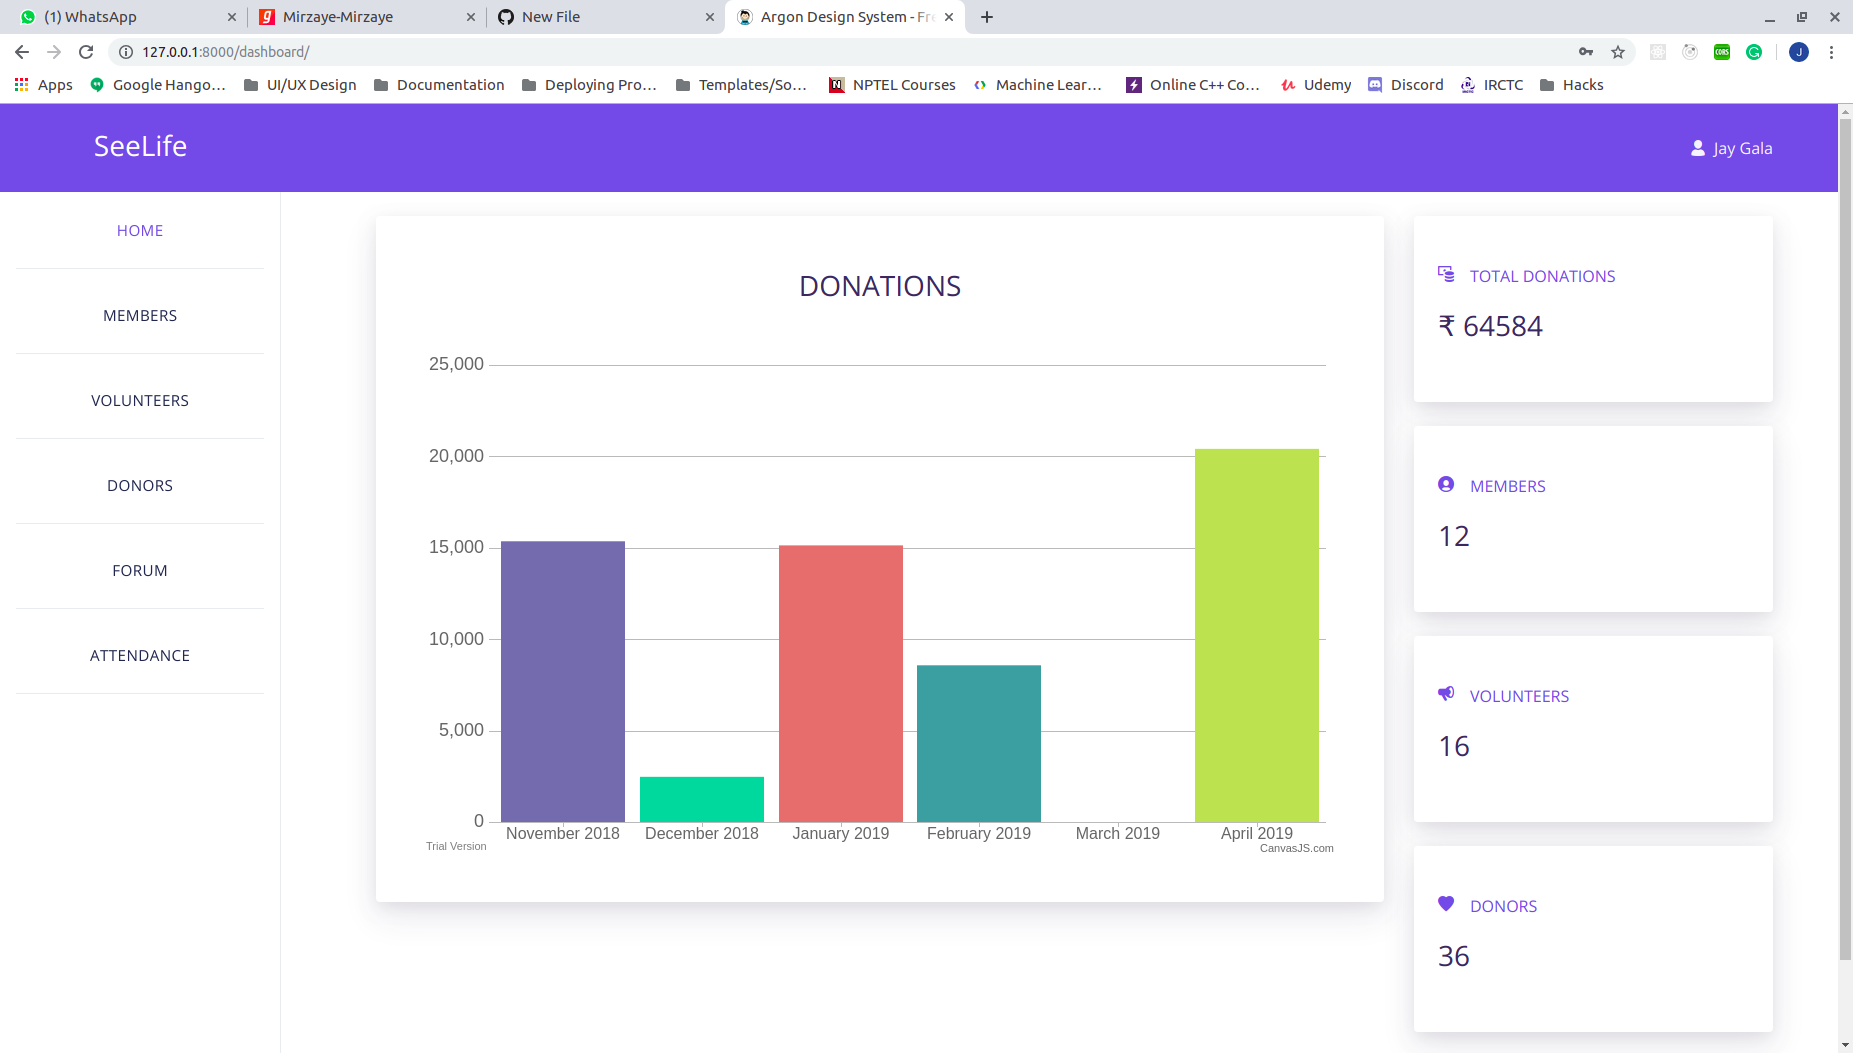 (1) WhatsApp
Mirzaye-Mirzaye
New File
Argon Design System - Fre
127.0.0.1:8000/dashboard/
J
Apps
Google Hango...
UI/UX Design
Documentation
Deploying Pro...
Templates/So...
NPTEL Courses
Machine Lear...
Online C++ Co...
Udemy
Discord
IRCTC
Hacks
SeeLife
Jay Gala
HOME
MEMBERS
VOLUNTEERS
DONORS
FORUM
ATTENDANCE
DONATIONS
25,000
20,000
15,000
10,000
5,000
0
November 2018
December 2018
January 2019
February 2019
March 2019
April 2019
Trial Version
CanvasJS.com
TOTAL DONATIONS
₹ 64584
MEMBERS
12
VOLUNTEERS
16
DONORS
36